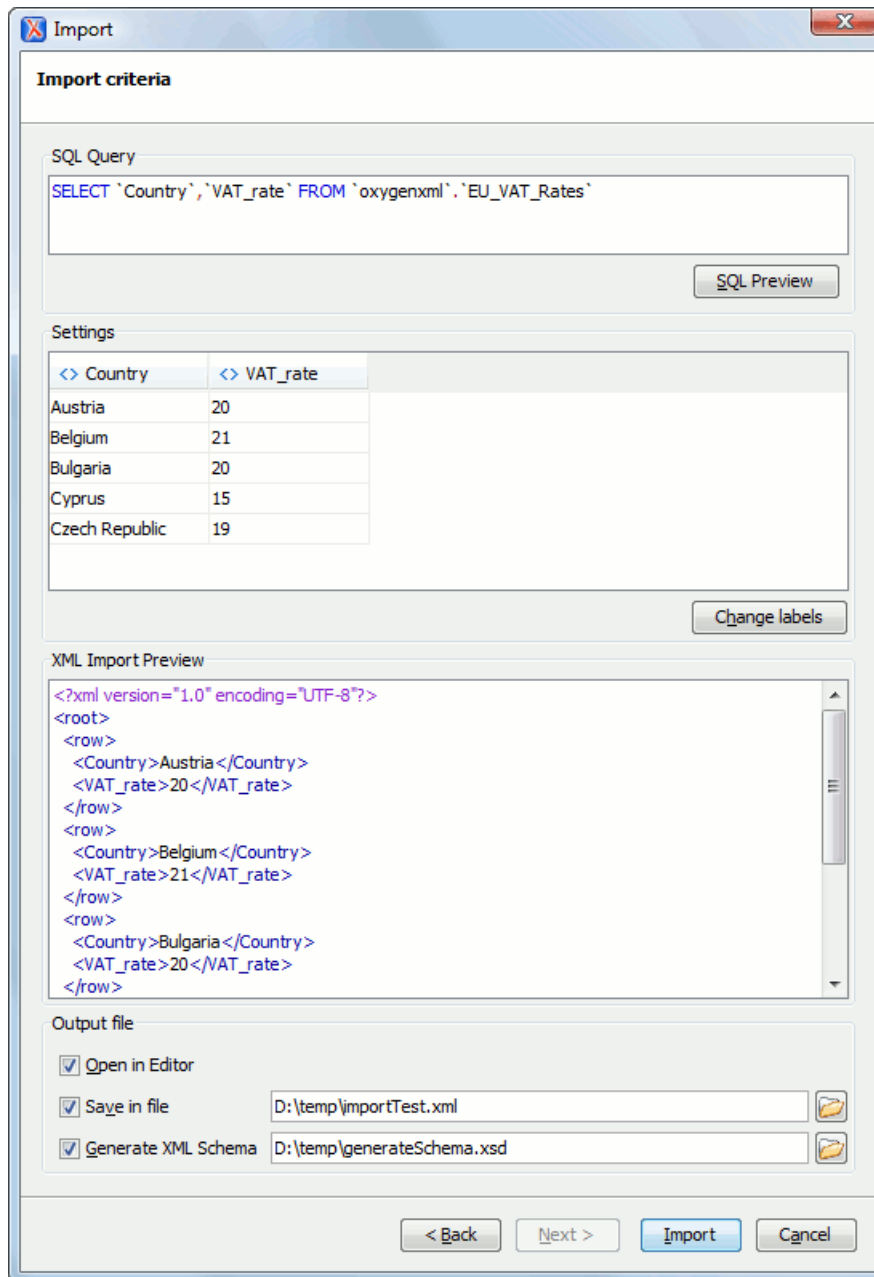 Import
Import criteria
SQL Query
SELECT `Country`,`VAT_rate` FROM `oxygenxml`.`EU_VAT_Rates`
SQL Preview
Settings
<> Country <> VAT_rate
Austria 20
Belgium 21
Bulgaria 20
Cyprus 15
Czech Republic 19
Change labels
XML Import Preview
<?xml version="1.0" encoding="UTF-8"?>
<root>
<row>
<Country>Austria</Country>
<VAT_rate>20</VAT_rate>
</row>
<row>
<Country>Belgium</Country>
<VAT_rate>21</VAT_rate>
</row>
<row>
<Country>Bulgaria</Country>
<VAT_rate>20</VAT_rate>
</row>
Output file
Open in Editor
Save in file D:\temp\importTest.xml
Generate XML Schema D:\temp\generateSchema.xsd
< Back Next > Import Cancel